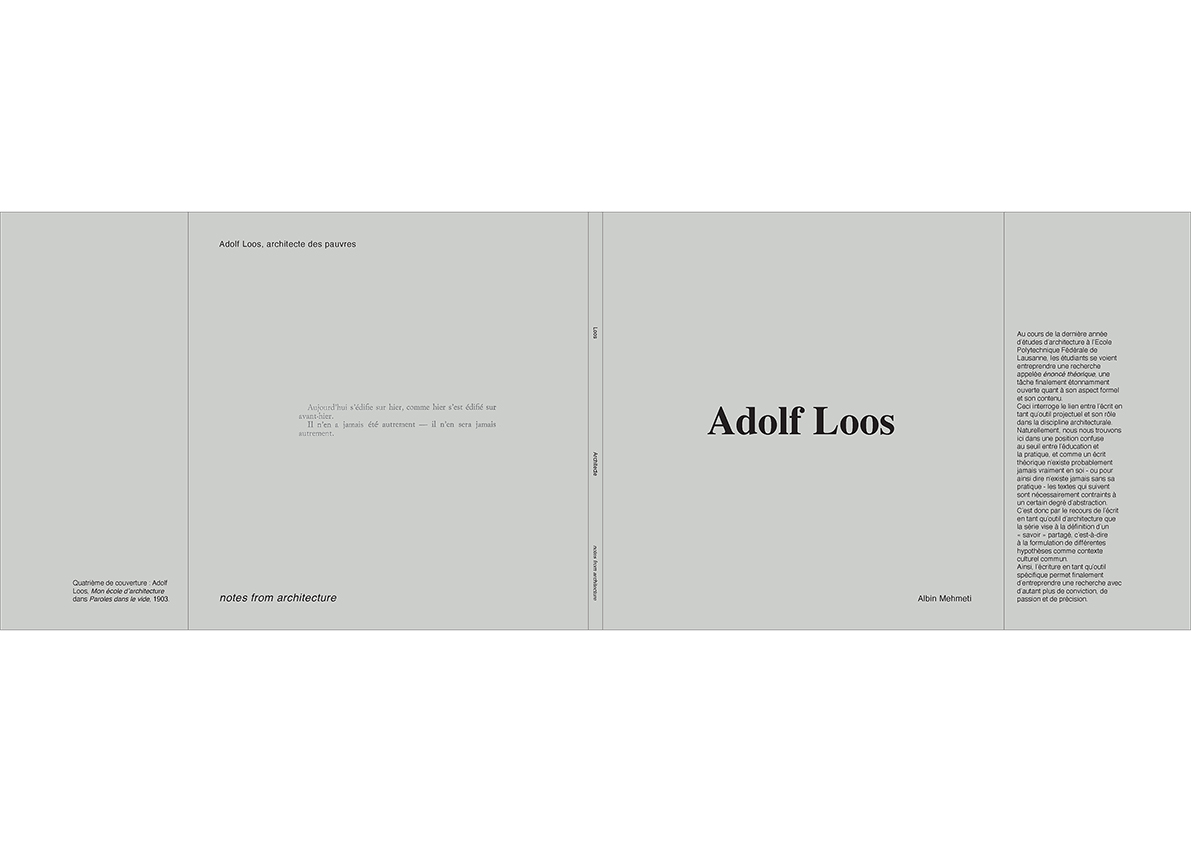 Quatrième de couverture : Adolf
Loos, Mon école d'architecture
dans Paroles dans le vide, 1903.
Adolf Loos, architecte des pauvres
Aujourd'hui s'édifie sur hier, comme hier s'est édifié sur
avant-hier.
Il n'en a jamais été autrement — il n'en sera jamais
autrement.
notes from architecture
Loos
Architecte
notes from architecture
Adolf Loos
Albin Mehmeti
Au cours de la dernière année
d'études d'architecture à l'Ecole
Polytechnique Fédérale de
Lausanne, les étudiants se voient
entreprendre une recherche
appelée énoncé théorique, une
tâche finalement étonnamment
ouverte quant à son aspect formel
et son contenu.
Ceci interroge le lien entre l'écrit en
tant qu'outil projectuel et son rôle
dans la discipline architecturale.
Naturellement, nous nous trouvons
ici dans une position confuse
au seuil entre l'éducation et
la pratique, et comme un écrit
théorique n'existe probablement
jamais vraiment en soi - ou pour
ainsi dire n'existe jamais sans sa
pratique - les textes qui suivent
sont nécessairement contraints à
un certain degré d'abstraction.
C'est donc par le recours de l'écrit
en tant qu'outil d'architecture que
la série vise à la définition d'un
« savoir » partagé, c'est-à-dire
à la formulation de différentes
hypothèses comme contexte
culturel commun.
Ainsi, l'écriture en tant qu'outil
spécifique permet finalement
d'entreprendre une recherche avec
d'autant plus de conviction, de
passion et de précision.